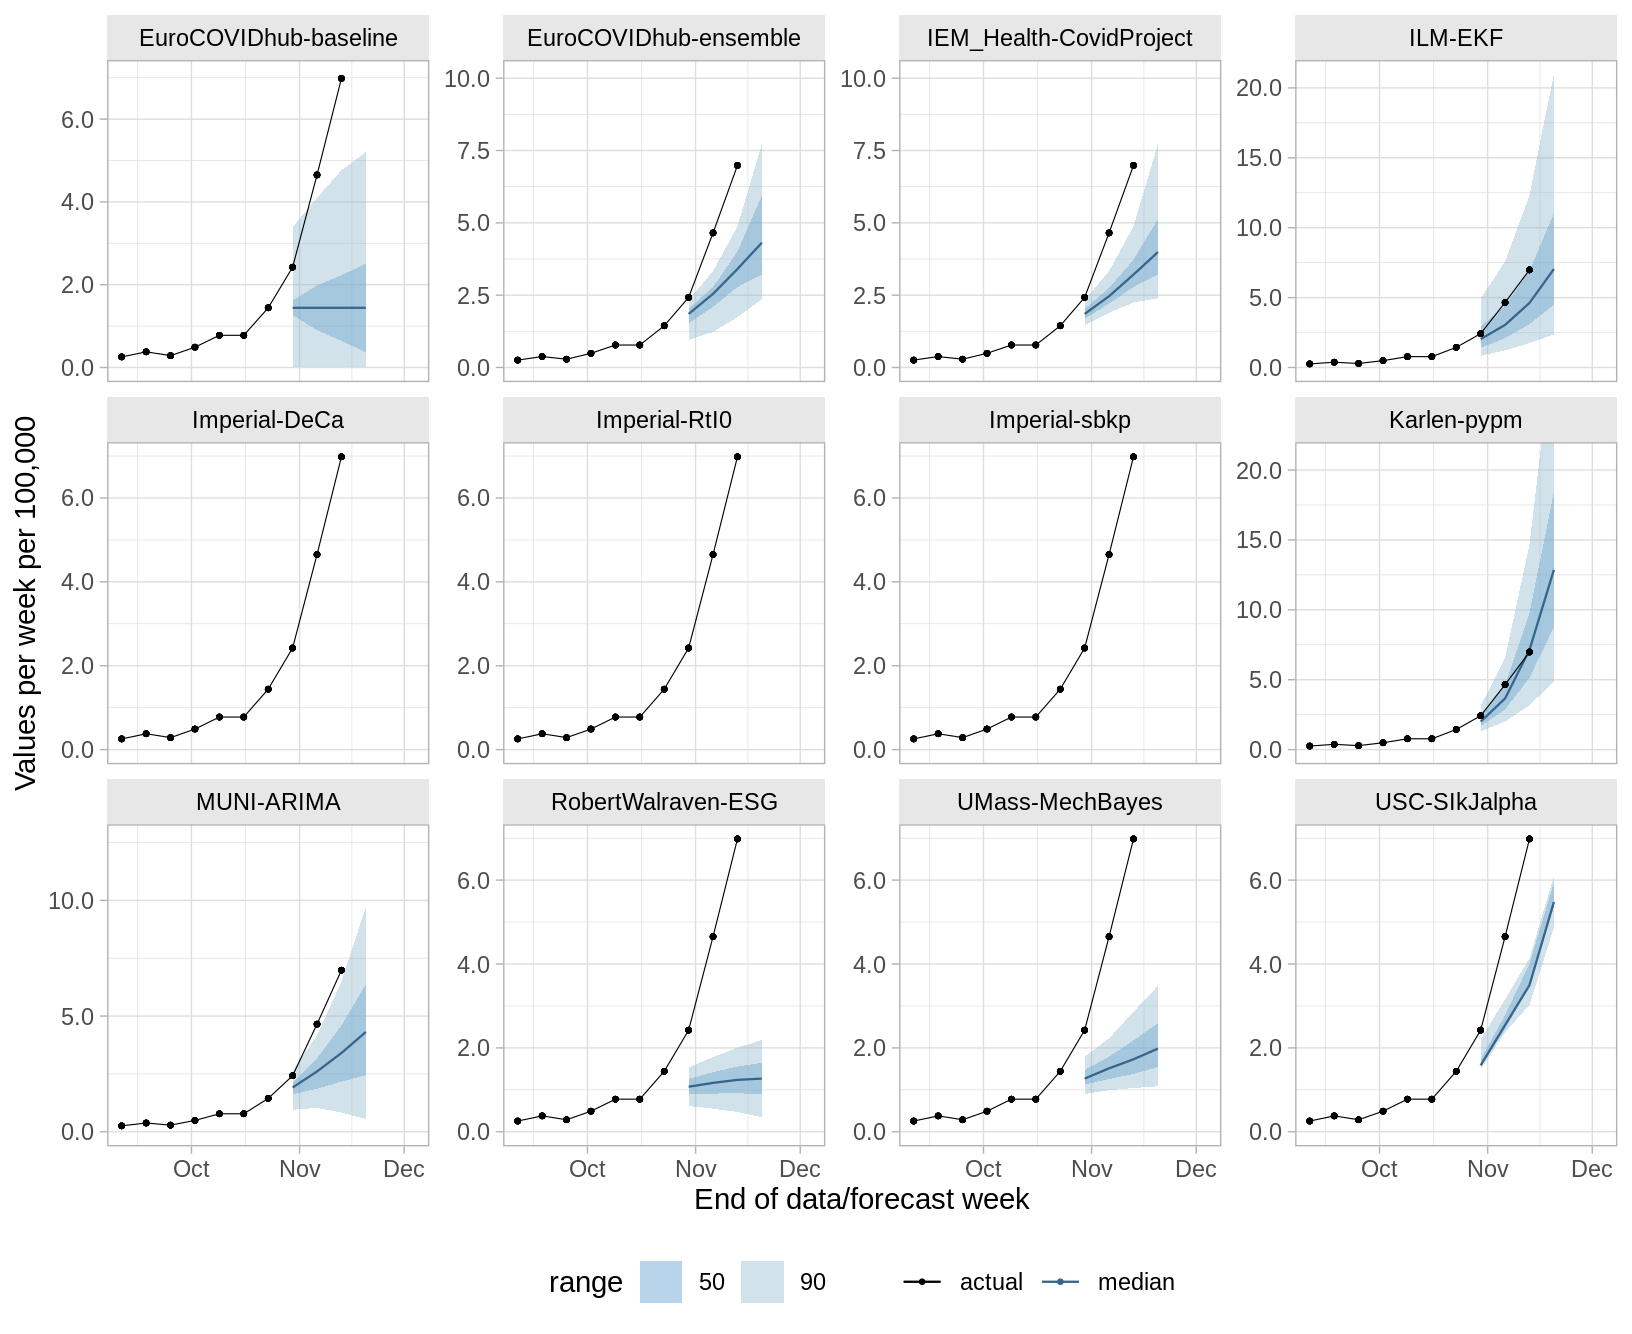 EuroCOVIDhub-baseline EuroCOVIDhub-ensemble IEM_Health-CovidProject ILM-EKF
6.0 4.0 2.0 0.0
10.0 7.5 5.0 2.5 0.0
10.0 7.5 5.0 2.5 0.0
20.0 15.0 10.0 5.0 0.0
Values per week per 100,000
Imperial-DeCa Imperial-RtI0 Imperial-sbkp Karlen-pypm
6.0 4.0 2.0 0.0
6.0 4.0 2.0 0.0
6.0 4.0 2.0 0.0
20.0 15.0 10.0 5.0 0.0
MUNI-ARIMA RobertWalraven-ESG UMass-MechBayes USC-SIkJalpha
10.0 5.0 0.0
6.0 4.0 2.0 0.0
6.0 4.0 2.0 0.0
6.0 4.0 2.0 0.0
Oct Nov Dec Oct Nov Dec Oct Nov Dec Oct Nov Dec
End of data/forecast week
range 50 90 actual median